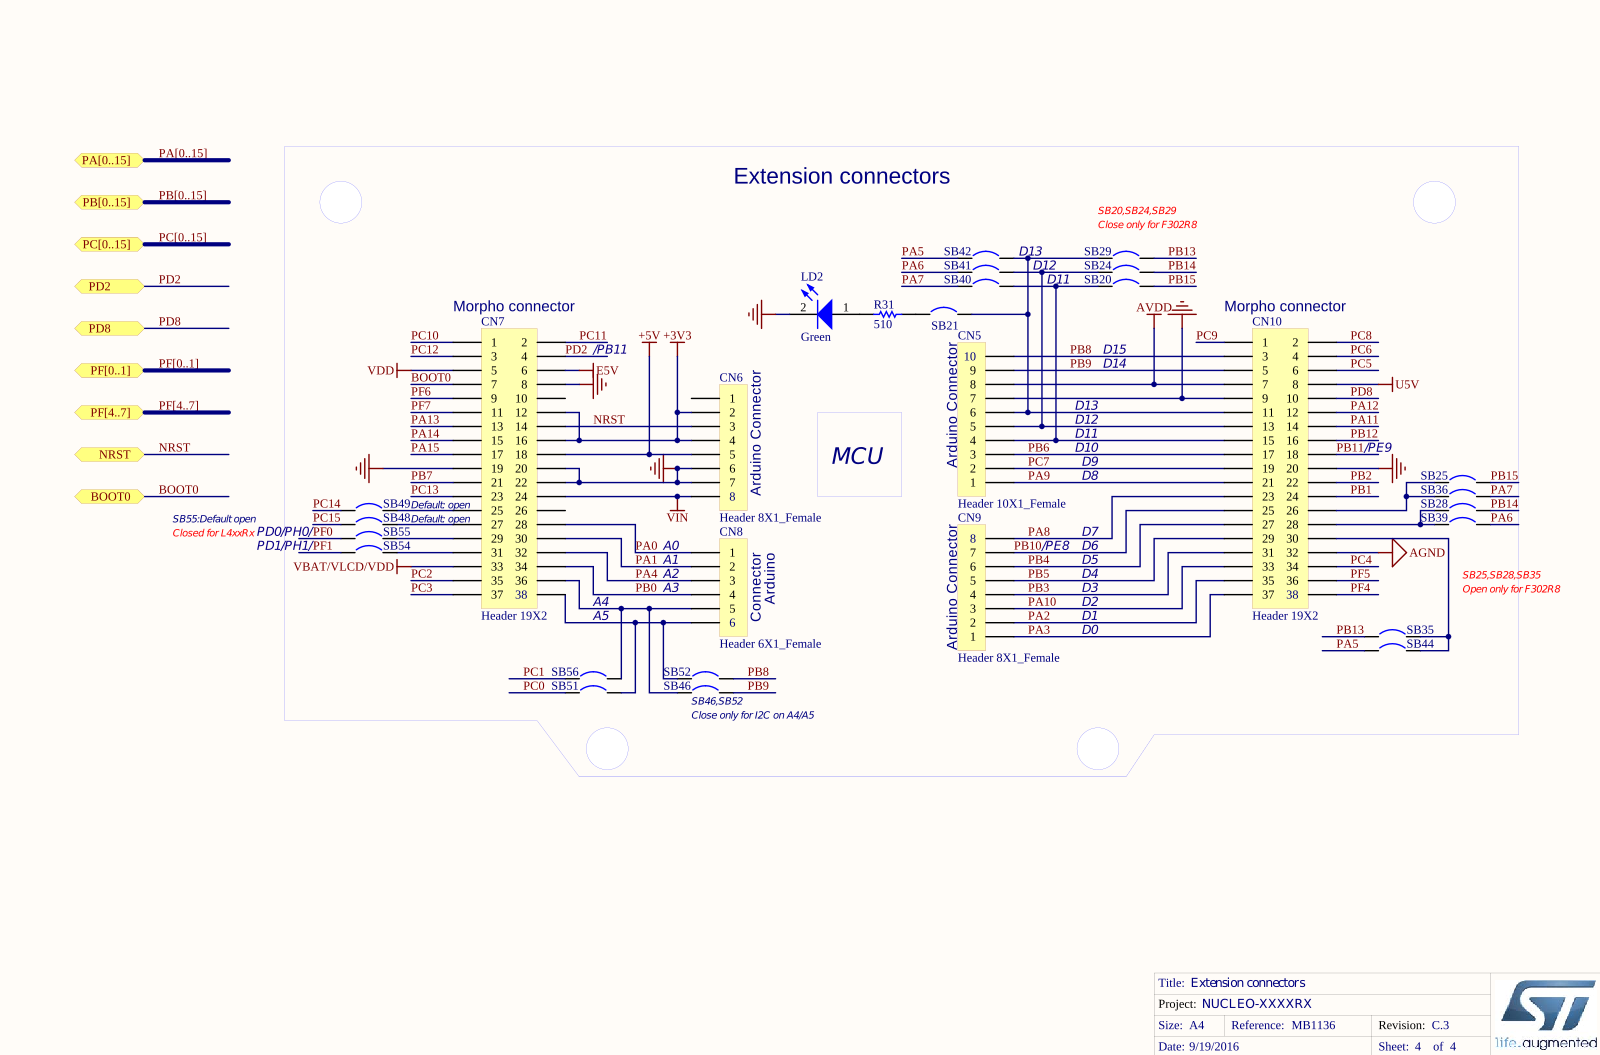 Extension connectors
PA[0..15] PA[0..15]
PB[0..15] PB[0..15]
PC[0..15] PC[0..15]
PD2 PD2
PD8 PD8
PF[0..1] PF[0..1]
PF[4..7] PF[4..7]
NRST NRST
BOOT0 BOOT0
SB20,SB24,SB29
Close only for F302R8
PA5 SB42 D13 SB29 PB13
PA6 SB41 D12 SB24 PB14
PA7 SB40 D11 SB20 PB15
LD2
2 1
Green
R31
510
SB21
AVDD
Morpho connector
CN7
PC10 1 2 PC11
PC12 3 4 PD2 /PB11
VDD 5 6 E5V
BOOT0 7 8
PF6 9 10
PF7 11 12
PA13 13 14 NRST
PA14 15 16
PA15 17 18
19 20
PB7 21 22
PC13 23 24
PC14 SB49 Default: open 25 26
PC15 SB48 Default: open 27 28
SB55:Default open
Closed for L4xxRx
PD0/PH0/PF0 SB55 29 30
PD1/PH1/PF1 SB54 31 32
VBAT/VLCD/VDD 33 34
PC2 35 36
PC3 37 38
Header 19X2
+5V +3V3
CN6
1
2
3
4
5
6
7
8
Arduino Connector
VIN
Header 8X1_Female
CN8
PA0 A0 1
PA1 A1 2
PA4 A2 3
PB0 A3 4
A4 5
A5 6
Connector
Arduino
Header 6X1_Female
PC1 SB56
PC0 SB51
SB52 PB8
SB46 PB9
SB46,SB52
Close only for I2C on A4/A5
MCU
CN5
Arduino Connector
10 PB8 D15
9 PB9 D14
8
7
6 D13
5 D12
4 D11
3 PB6 D10
2 PC7 D9
1 PA9 D8
Header 10X1_Female
CN9
Arduino Connector
8 PA8 D7
7 PB10/PE8 D6
6 PB4 D5
5 PB5 D4
4 PB3 D3
3 PA10 D2
2 PA2 D1
1 PA3 D0
Header 8X1_Female
Morpho connector
CN10
PC9 1 2 PC8
3 4 PC6
5 6 PC5
7 8 U5V
9 10 PD8
11 12 PA12
13 14 PA11
15 16 PB12
17 18 PB11/PE9
19 20
21 22 PB2
23 24 PB1
25 26
27 28
29 30
31 32 AGND
33 34 PC4
35 36 PF5
37 38 PF4
Header 19X2
SB25 PB15
SB36 PA7
SB28 PB14
SB39 PA6
SB25,SB28,SB35
Open only for F302R8
PB13 SB35
PA5 SB44
Title: Extension connectors
Project: NUCLEO-XXXXRX
Size: A4 Reference: MB1136 Revision: C.3
Date: 9/19/2016 Sheet: 4 of 4
ST
life.augmented